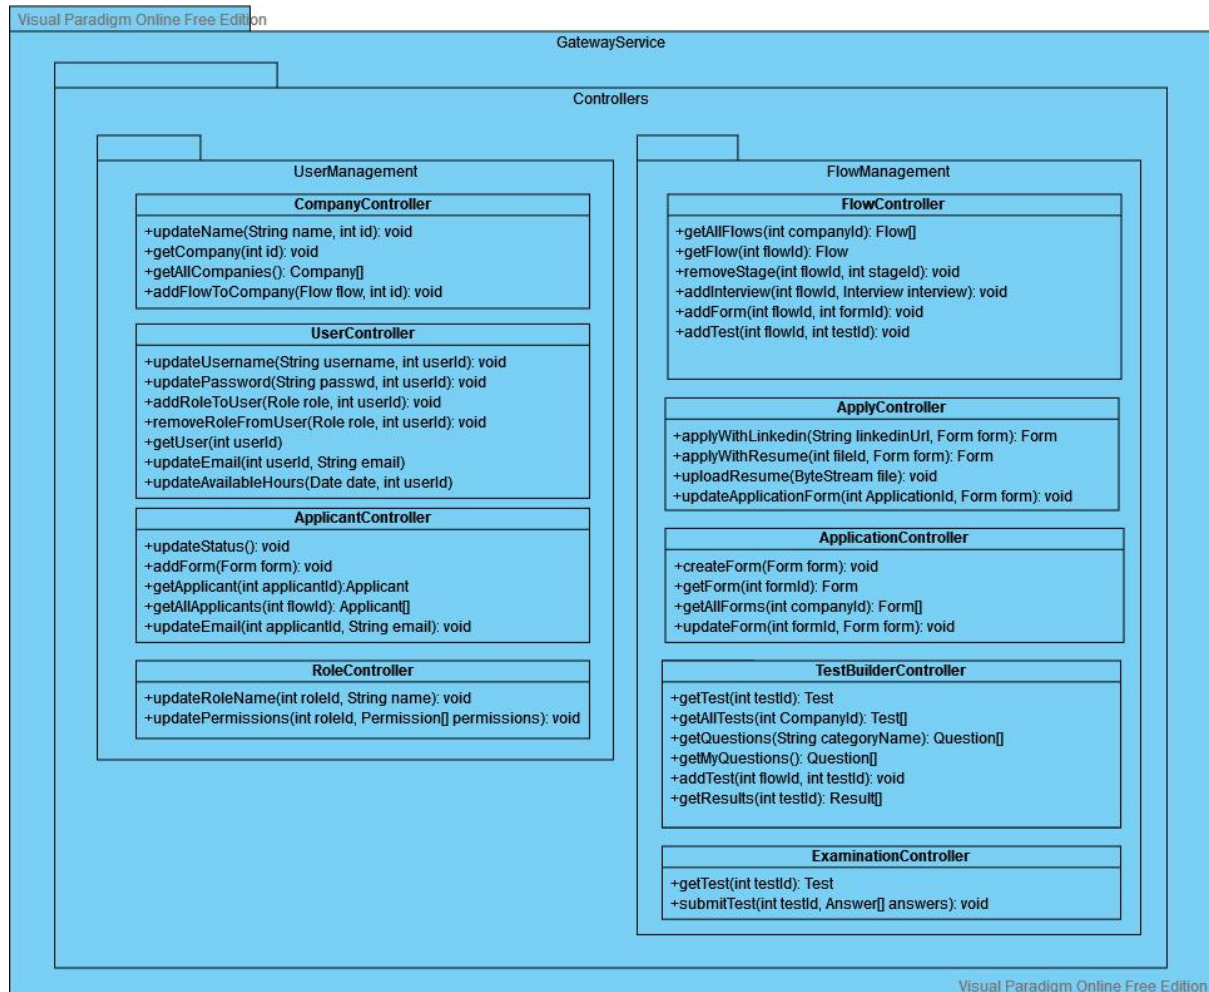 Visual Paradigm Online Free Edition
GatewayService
Controllers
UserManagement
CompanyController
+updateName(String name, int id): void
+getCompany(int id): void
+getAllCompanies(): Company[]
+addFlowToCompany(Flow flow, int id): void
UserController
+updateUsername(String username, int userId): void
+updatePassword(String passwd, int userId): void
+addRoleToUser(Role role, int userId): void
+removeRoleFromUser(Role role, int userId): void
+getUser(int userId)
+updateEmail(int userId, String email)
+updateAvailableHours(Date date, int userId)
ApplicantController
+updateStatus(): void
+addForm(Form form): void
+getApplicant(int applicantId):Applicant
+getAllApplicants(int flowId): Applicant[]
+updateEmail(int applicantId, String email): void
RoleController
+updateRoleName(int roleId, String name): void
+updatePermissions(int roleId, Permission[] permissions): void
FlowManagement
FlowController
+getAllFlows(int companyId): Flow[]
+getFlow(int flowId): Flow
+removeStage(int flowId, int stageId): void
+addInterview(int flowId, Interview interview): void
+addForm(int flowId, int formId): void
+addTest(int flowId, int testId): void
ApplyController
+applyWithLinkedin(String linkedinUrl, Form form): Form
+applyWithResume(int fileId, Form form): Form
+uploadResume(ByteStream file): void
+updateApplicationForm(int ApplicationId, Form form): void
ApplicationController
+createForm(Form form): void
+getForm(int formId): Form
+getAllForms(int companyId): Form[]
+updateForm(int formId, Form form): void
TestBuilderController
+getTest(int testId): Test
+getAllTests(int CompanyId): Test[]
+getQuestions(String categoryName): Question[]
+getMyQuestions(): Question[]
+addTest(int flowId, int testId): void
+getResults(int testId): Result[]
ExaminationController
+getTest(int testId): Test
+submitTest(int testId, Answer[] answers): void
Visual Paradigm Online Free Edition